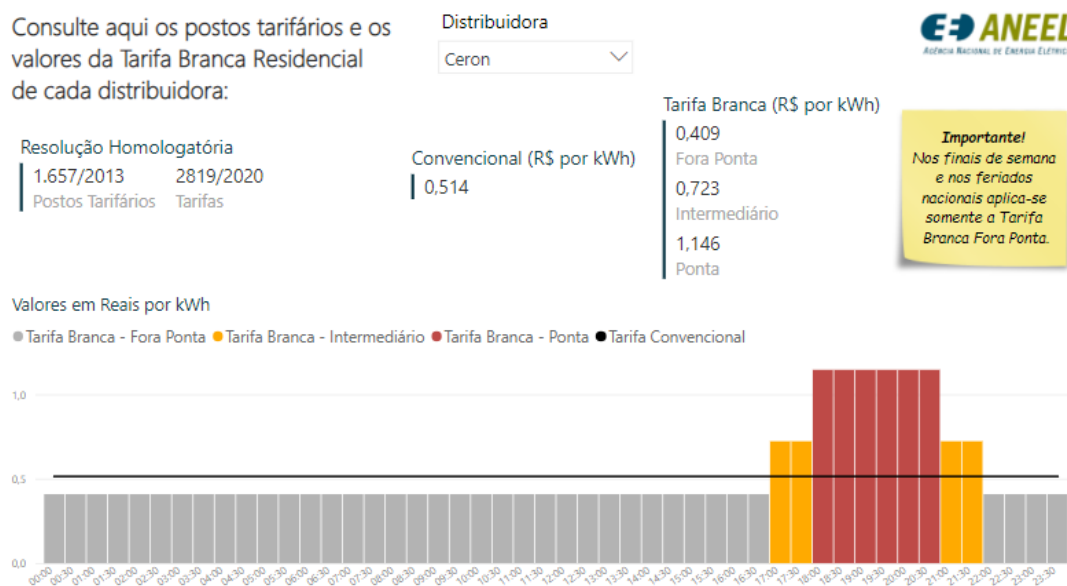 Consulte aqui os postos tarifários e os
valores da Tarifa Branca Residencial
de cada distribuidora:
Distribuidora
Ceron
ANEEL
AGÊNCIA NACIONAL DE ENERGIA ELÉTRICA
Resolução Homologatória
1.657/2013 2819/2020
Postos Tarifários Tarifas
Convencional (R$ por kWh)
0,514
Tarifa Branca (R$ por kWh)
0,409
Fora Ponta
0,723
Intermediário
1,146
Ponta
Importante!
Nos finais de semana
e nos feriados
nacionais aplica-se
somente a Tarifa
Branca Fora Ponta.
Valores em Reais por kWh
Tarifa Branca - Fora Ponta Tarifa Branca - Intermediário Tarifa Branca - Ponta Tarifa Convencional
1,0
0,5
0,0
00:00 00:30 01:00 01:30 02:00 02:30 03:00 03:30 04:00 04:30 05:00 05:30 06:00 06:30 07:00 07:30 08:00 08:30 09:00 09:30 10:00 10:30 11:00 11:30 12:00 12:30 13:00 13:30 14:00 14:30 15:00 15:30 16:00 16:30 17:00 17:30 18:00 18:30 19:00 19:30 20:00 20:30 21:00 21:30 22:00 22:30 23:00 23:30